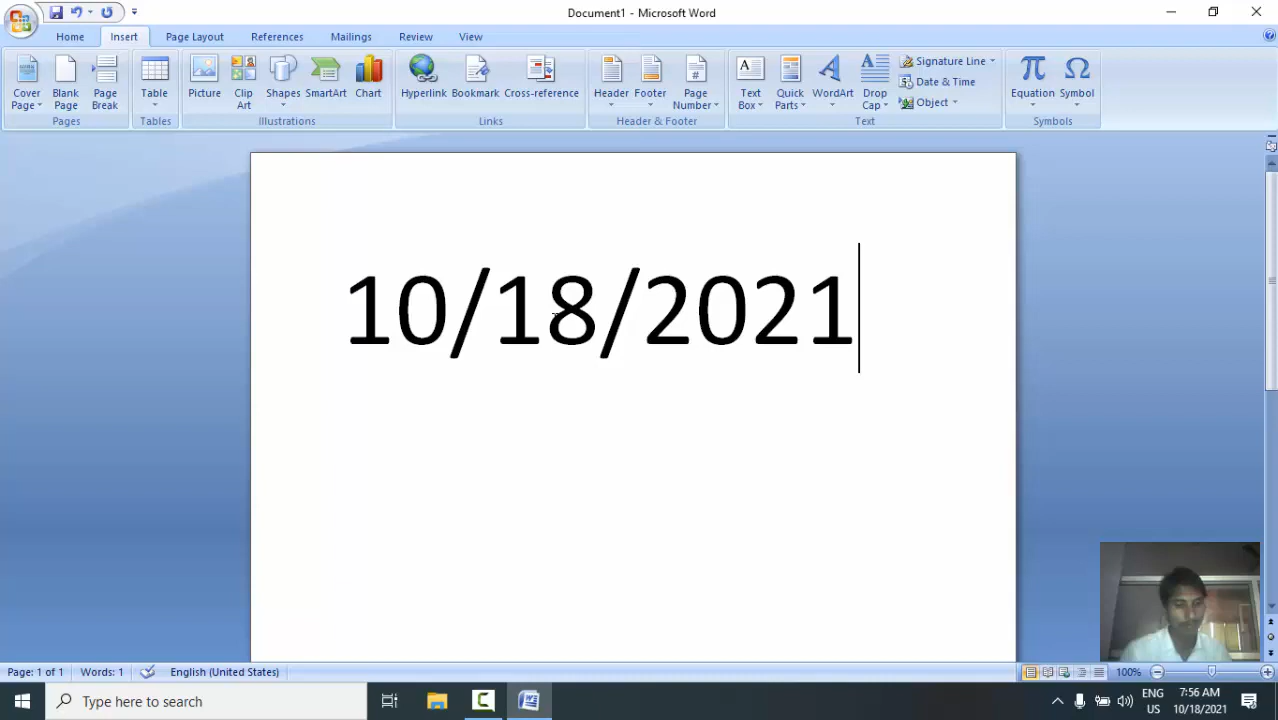 Document1 - Microsoft Word
Home Insert Page Layout References Mailings Review View
Cover Page
Blank Page
Page Break
Table
Picture
Clip Art
Shapes
SmartArt
Chart
Hyperlink
Bookmark
Cross-reference
Header
Footer
Page Number
Text Box
Quick Parts
WordArt
Drop Cap
Signature Line
Date & Time
Object
Equation
Symbol
Pages Tables Illustrations Links Header & Footer Text Symbols
10/18/2021
Page: 1 of 1 Words: 1 English (United States) 100%
Type here to search
ENG
US
7:56 AM
10/18/2021